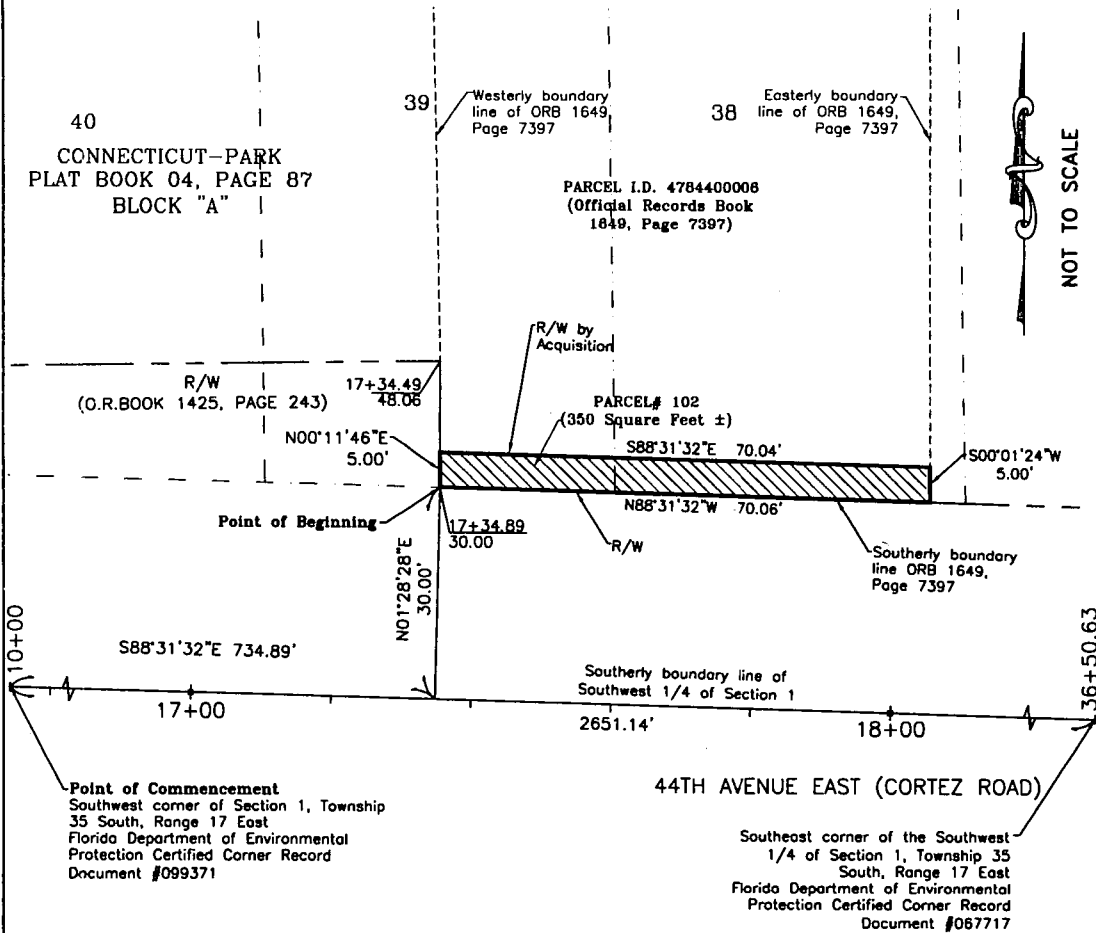 39
Westerly boundary
line of ORB 1649,
Page 7397
38
Easterly boundary
line of ORB 1649,
Page 7397
40
CONNECTICUT-PARK
PLAT BOOK 04, PAGE 87
BLOCK "A"
PARCEL I.D. 4784400006
(Official Records Book
1649, Page 7397)
NOT TO SCALE
R/W by
Acquisition
R/W
(O.R.BOOK 1425, PAGE 243)
17+34.49
48.06
PARCEL# 102
(350 Square Feet ±)
N00°11'46"E
5.00'
S88°31'32"E 70.04'
S00°01'24"W
5.00'
N88°31'32"W 70.06'
Point of Beginning
17+34.89
30.00
R/W
Southerly boundary
line ORB 1649,
Page 7397
N01°28'28"E
30.00'
10+00
S88°31'32"E 734.89'
Southerly boundary line of
Southwest 1/4 of Section 1
36+50.63
17+00
2651.14'
18+00
Point of Commencement
Southwest corner of Section 1, Township
35 South, Range 17 East
Florida Department of Environmental
Protection Certified Corner Record
Document #099371
44TH AVENUE EAST (CORTEZ ROAD)
Southeast corner of the Southwest
1/4 of Section 1, Township 35
South, Range 17 East
Florida Department of Environmental
Protection Certified Corner Record
Document #067717